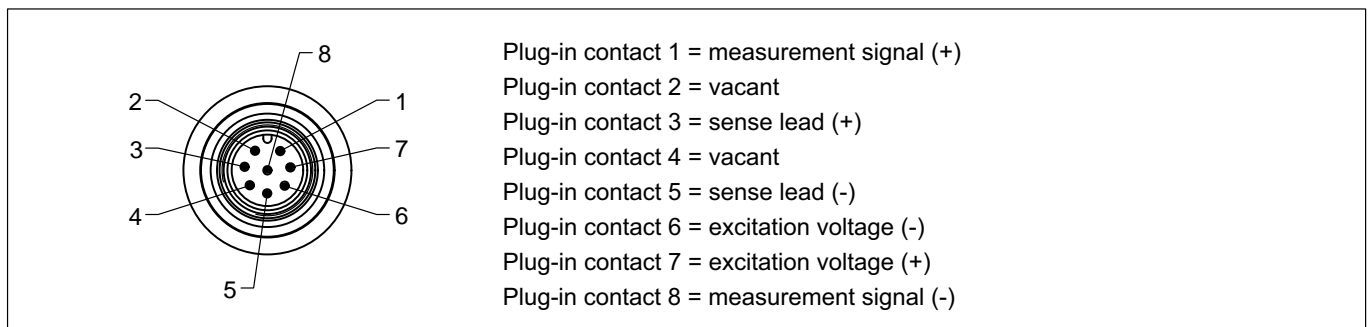 8
2
1
3
7
4
6
5
Plug-in contact 1 = measurement signal (+)
Plug-in contact 2 = vacant
Plug-in contact 3 = sense lead (+)
Plug-in contact 4 = vacant
Plug-in contact 5 = sense lead (-)
Plug-in contact 6 = excitation voltage (-)
Plug-in contact 7 = excitation voltage (+)
Plug-in contact 8 = measurement signal (-)